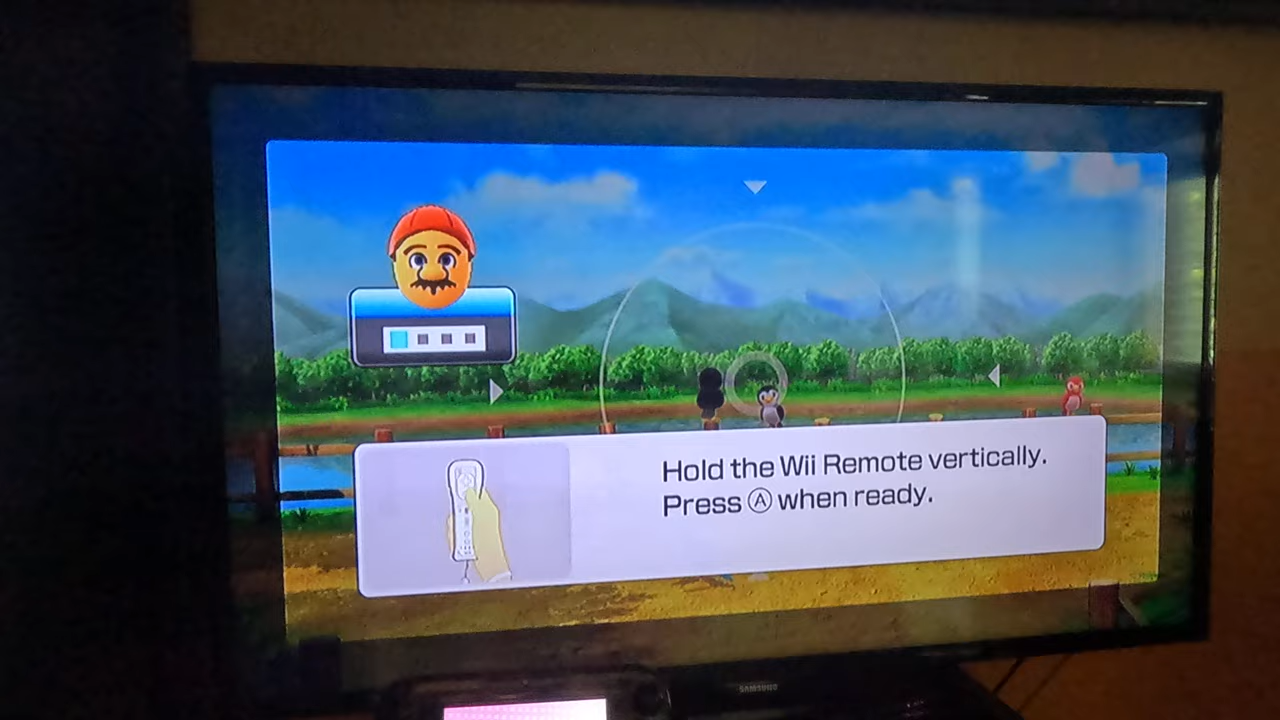 Hold the Wii Remote vertically.
Press Ⓐ when ready.
SAMSUNG